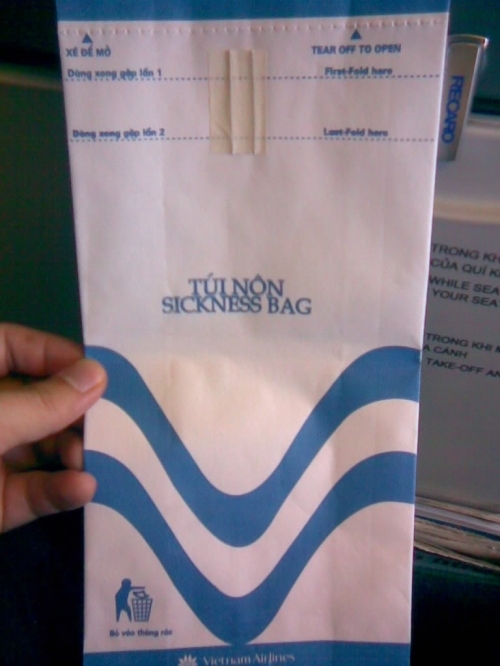 XÉ ĐỂ MỞ
TEAR OFF TO OPEN
Dùng xong gập lần 1
First-Fold here
Dùng xong gập lần 2
Last-Fold here
TÚI NÔN
SICKNESS BAG
Bỏ vào thùng rác
Vietnam Airlines
RECARO
TRONG KH
CỦA QUÍ K
WHILE SEA
YOUR SEA
TRONG KHI
A CÁNH
TAKE-OFF AN